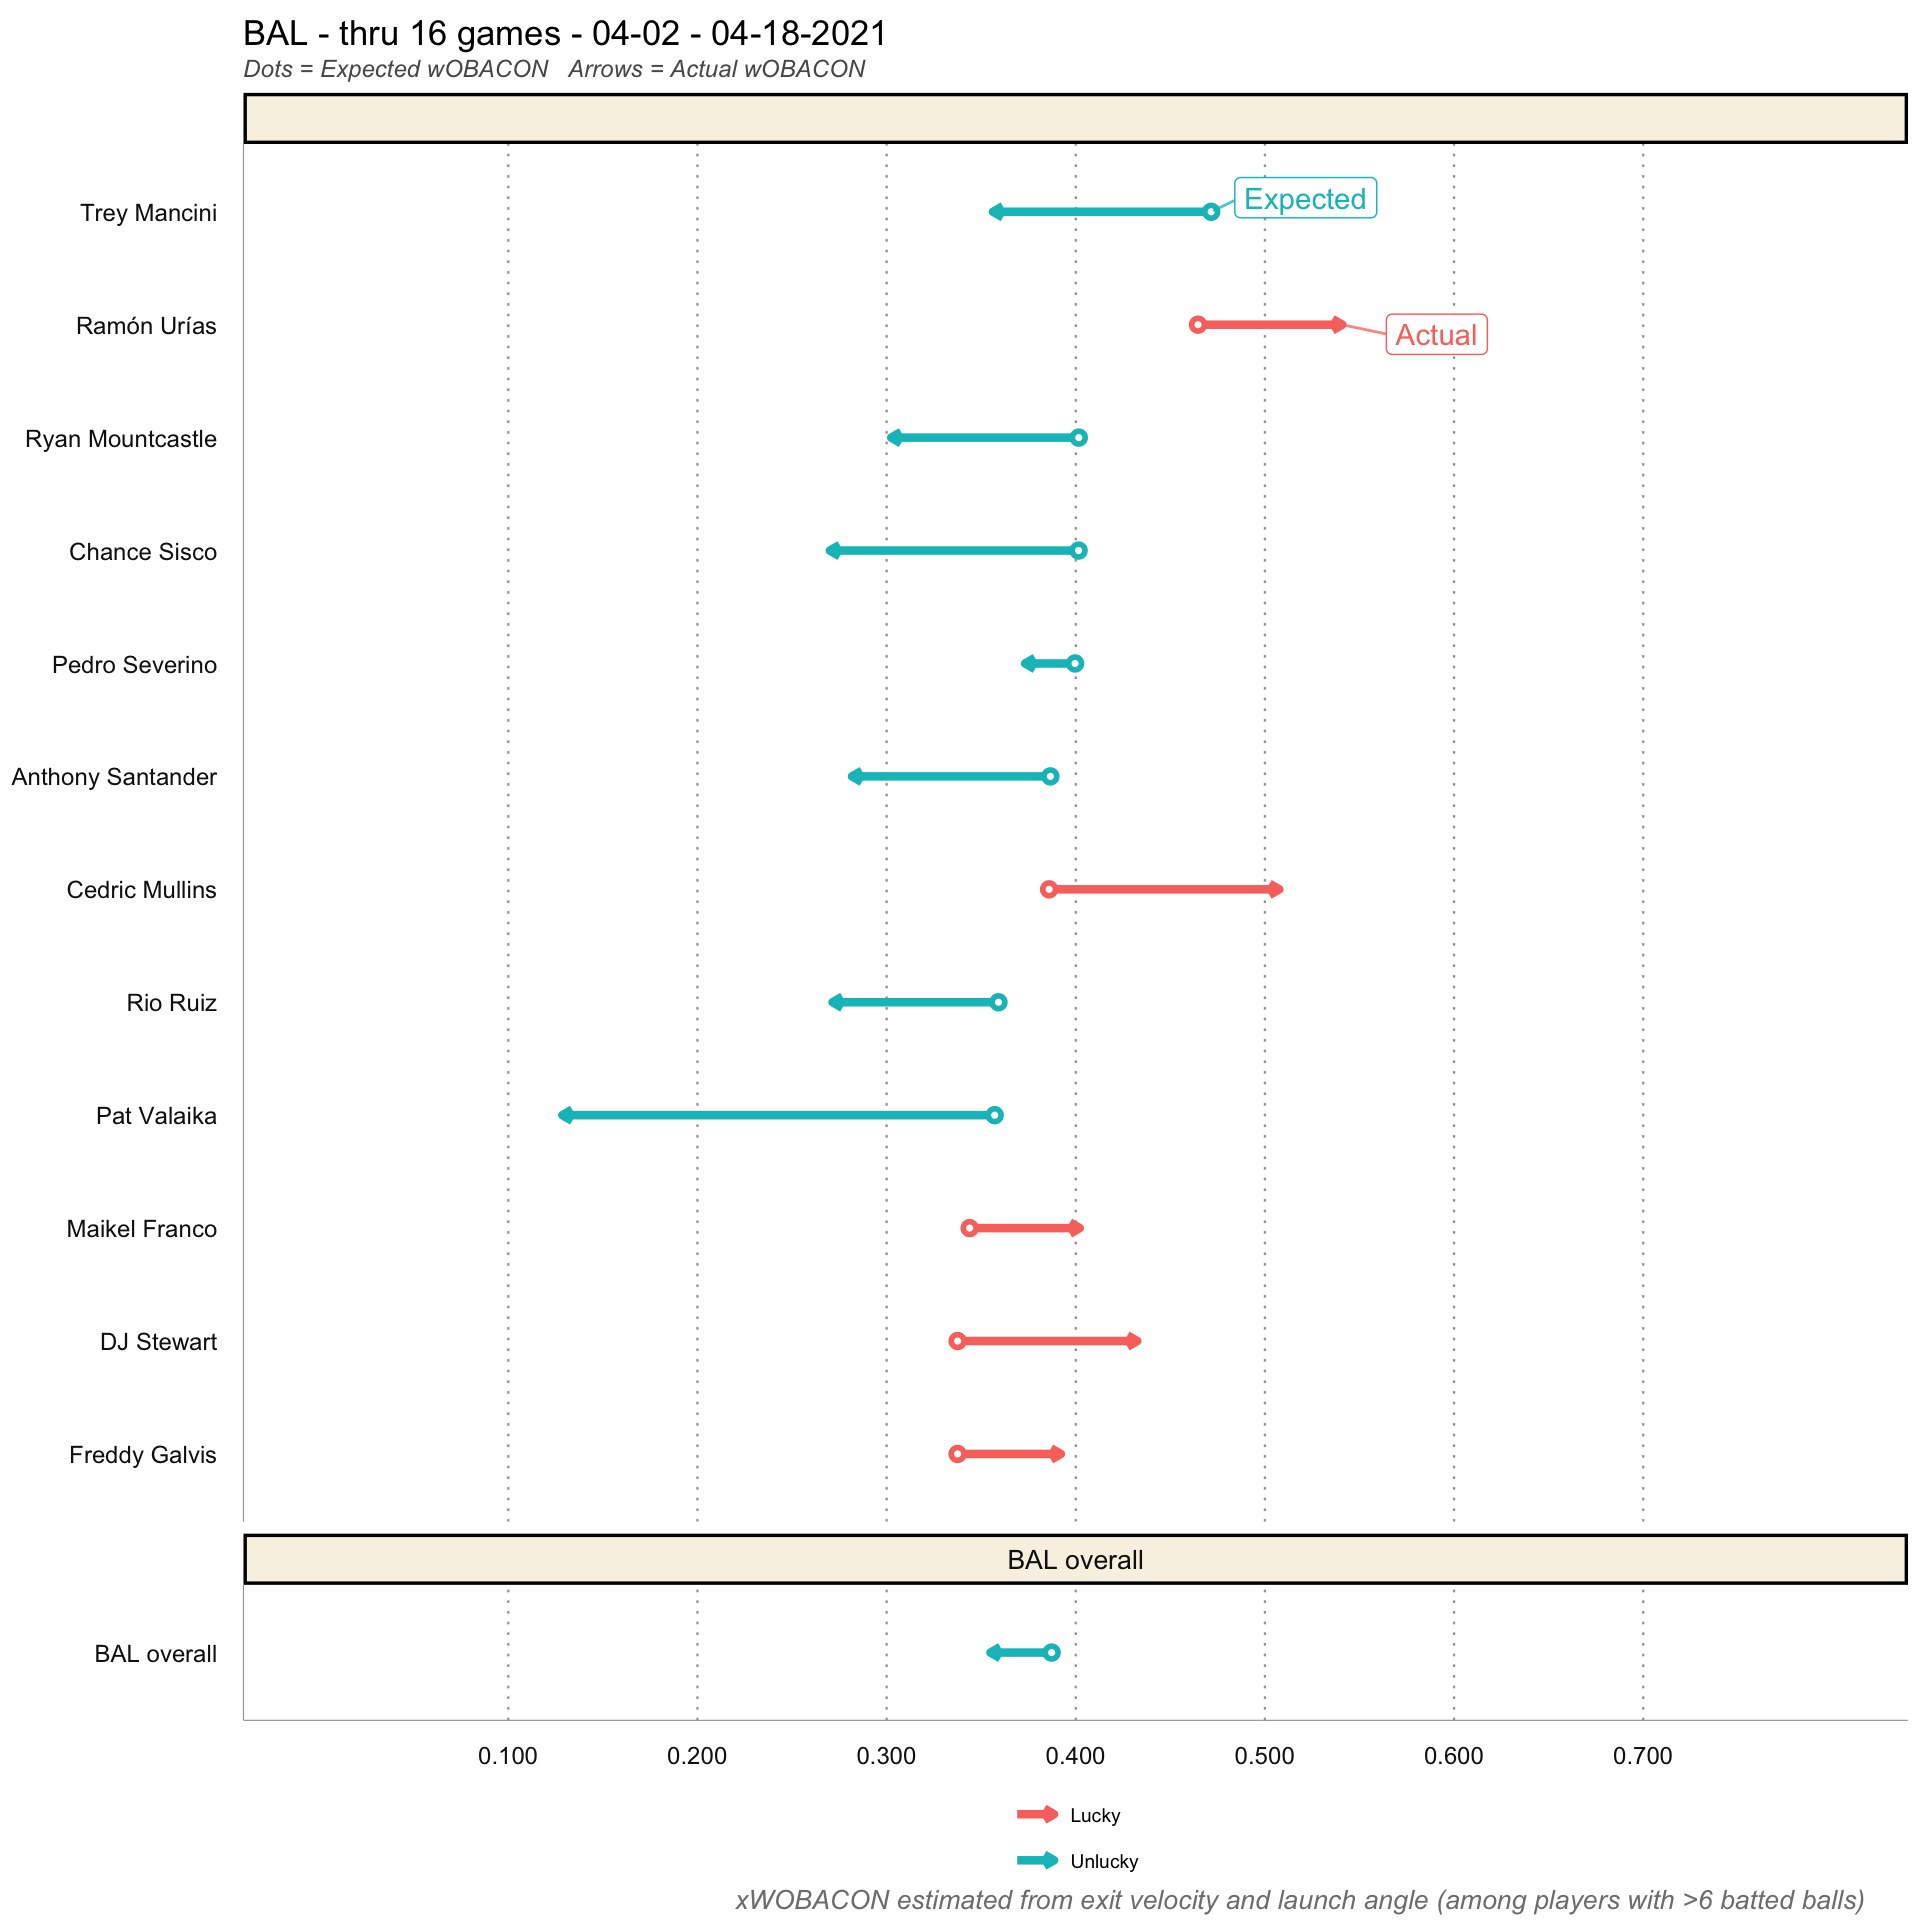 BAL - thru 16 games - 04-02 - 04-18-2021
Dots = Expected wOBACON   Arrows = Actual wOBACON
Trey Mancini
Expected
Ramón Urías
Actual
Ryan Mountcastle
Chance Sisco
Pedro Severino
Anthony Santander
Cedric Mullins
Rio Ruiz
Pat Valaika
Maikel Franco
DJ Stewart
Freddy Galvis
BAL overall
BAL overall
0.100 0.200 0.300 0.400 0.500 0.600 0.700
Lucky
Unlucky
xWOBACON estimated from exit velocity and launch angle (among players with >6 batted balls)